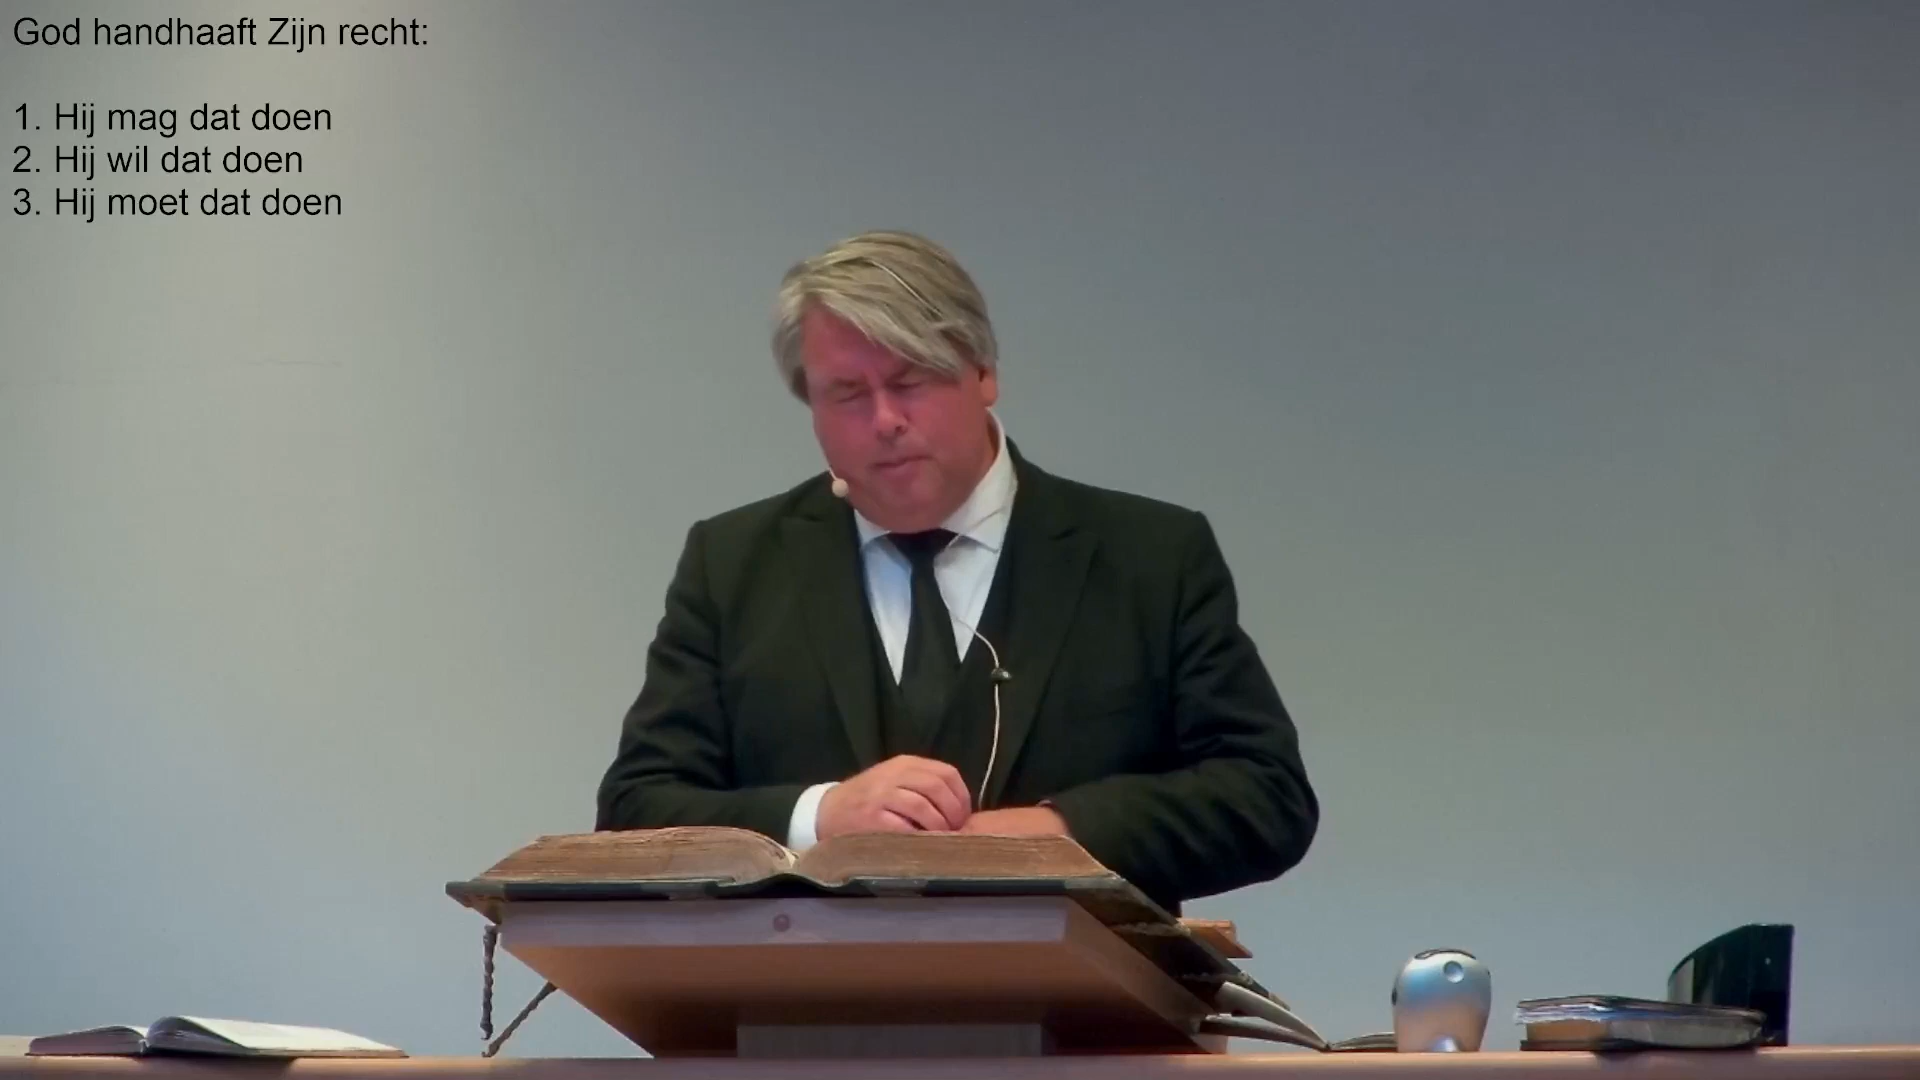 God handhaaft Zijn recht:
1. Hij mag dat doen
2. Hij wil dat doen
3. Hij moet dat doen